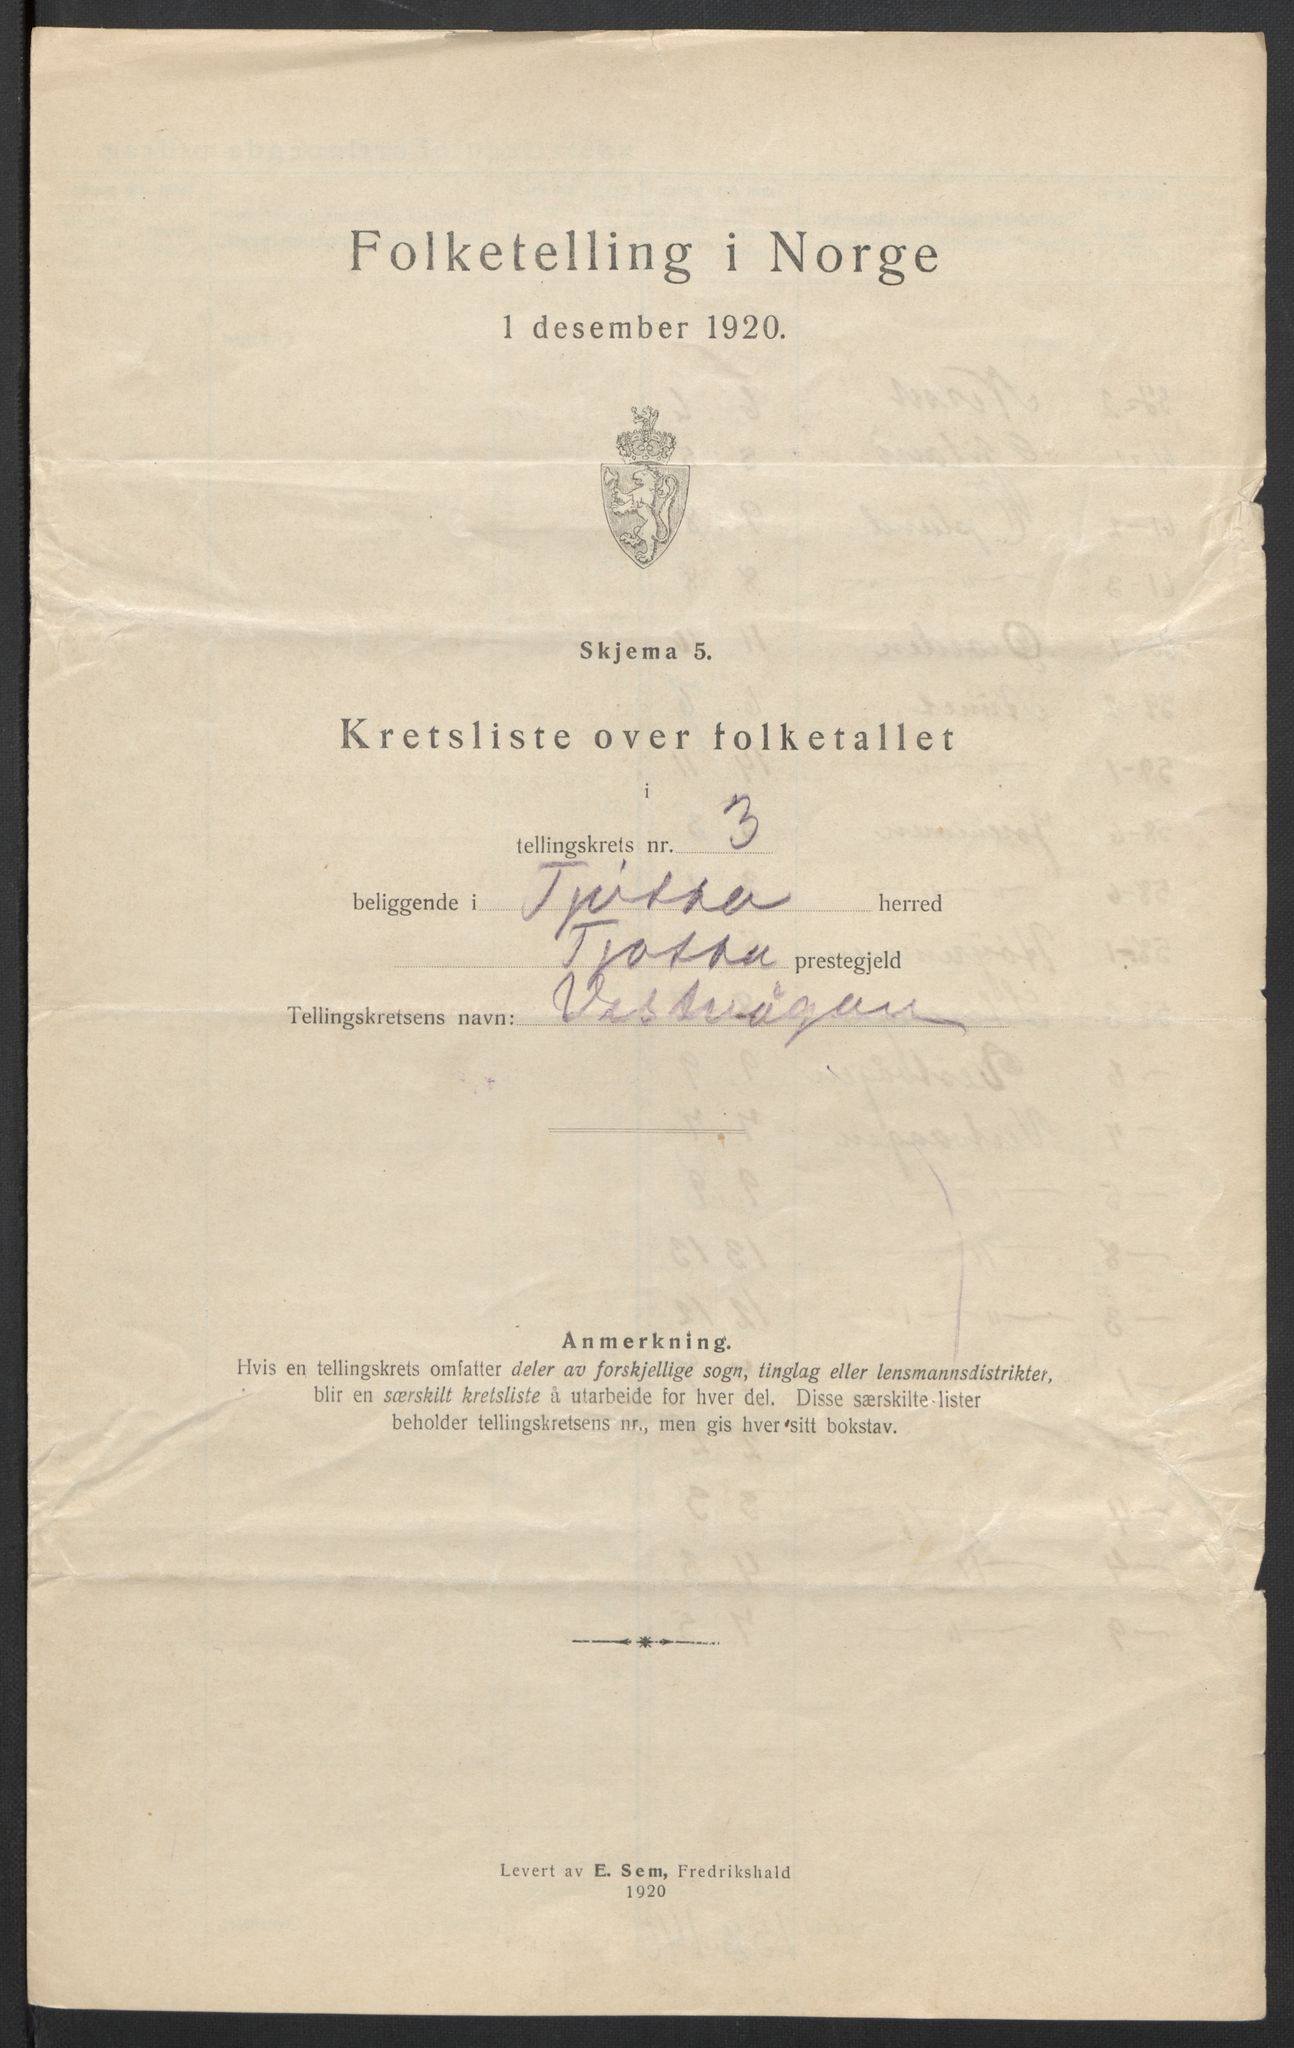 Folketelling i Norge
1 desember 1920.
Skjema 5.
Kretsliste over folketallet
i
tellingskrets nr. 3
beliggende i Tjøtta herred
Tjøtta prestegjeld
Tellingskretsens navn: Vestvågen
Anmerkning.
Hvis en tellingskrets omfatter deler av forskjellige sogn, tinglag eller lensmannsdistrikter,
blir en særskilt kretsliste å utarbeide for hver del. Disse særskilte lister
beholder tellingskretsens nr., men gis hver sitt bokstav.
Levert av E. Sem, Fredrikshald
1920